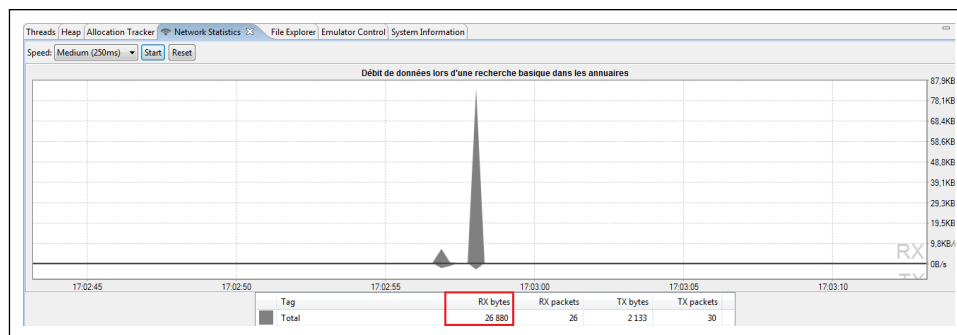 Threads Heap Allocation Tracker Network Statistics File Explorer Emulator Control System Information
Speed: Medium (250ms) Start Reset
Débit de données lors d'une recherche basique dans les annuaires
87,9KB
78,1KB
68,4KB
58,6KB
48,8KB
39,1KB
29,3KB
19,5KB
9,8KB/
RX
0B/s
TX
17:02:45 17:02:50 17:02:55 17:03:00 17:03:05 17:03:10
Tag RX bytes RX packets TX bytes TX packets
Total 26 880 26 2 133 30